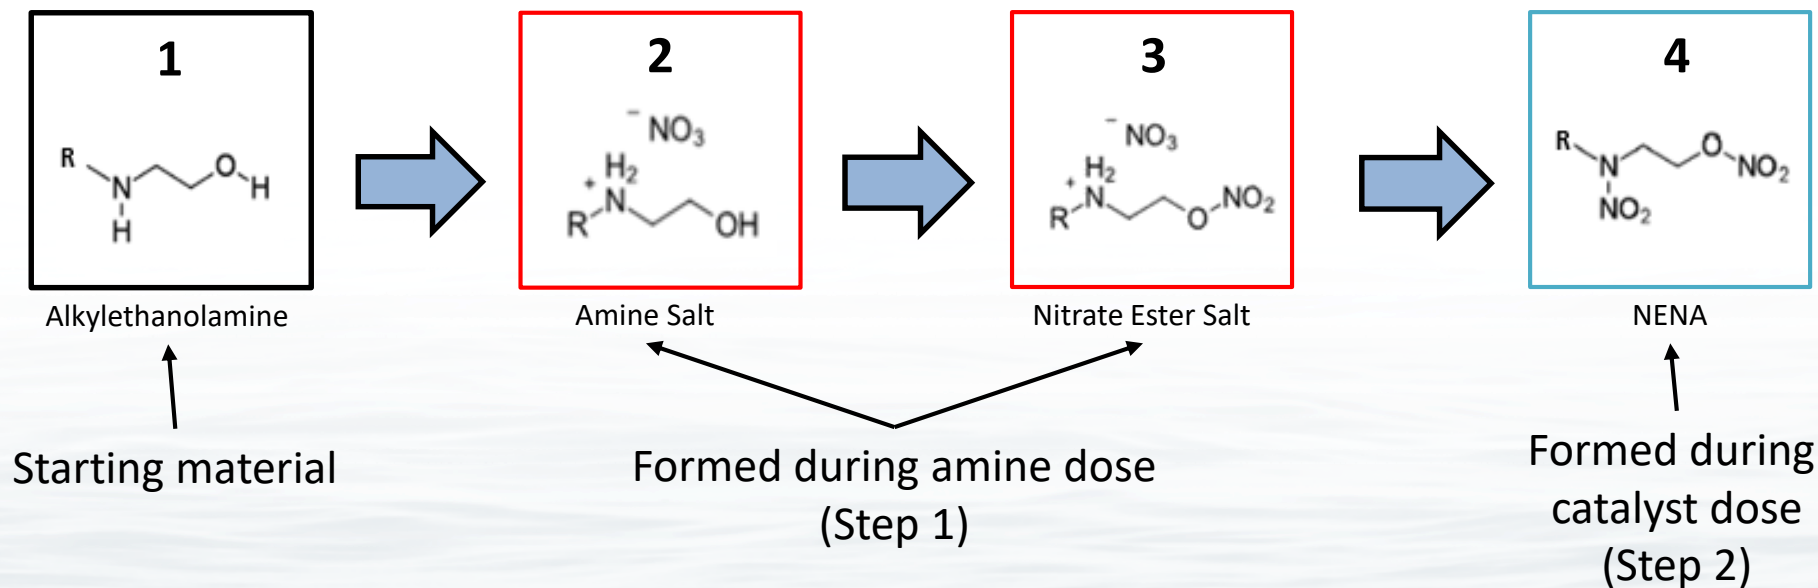 1
2
3
4
R
N
H
O
H
− NO₃
H₂
+
N
R
OH
− NO₃
H₂
+
N
R
O
NO₂
R
N
NO₂
O
NO₂
Alkylethanolamine
Amine Salt
Nitrate Ester Salt
NENA
Starting material
Formed during amine dose
(Step 1)
Formed during
catalyst dose
(Step 2)